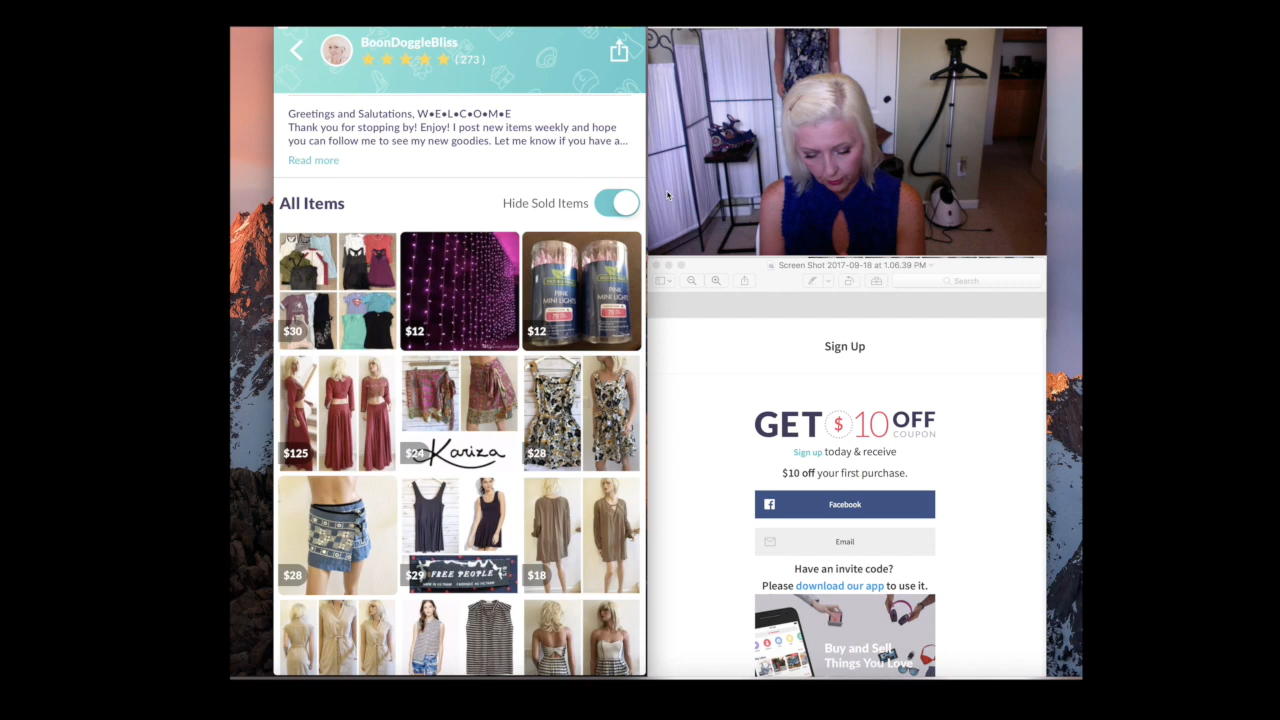 BoonDoggleBliss
(273)
Greetings and Salutations, W•E•L•C•O•M•E
Thank you for stopping by! Enjoy! I post new items weekly and hope
you can follow me to see my new goodies. Let me know if you have a...
Read more
All Items
Hide Sold Items
$30
$12
$12
PINK
MINI LIGHTS
$125
$24
Kariza
$28
$28
$29
FREE PEOPLE
$18
Screen Shot 2017-09-18 at 1.06.39 PM
Search
Sign Up
GET $10 OFF
COUPON
Sign up today & receive
$10 off your first purchase.
Facebook
Email
Have an invite code?
Please download our app to use it.
Buy and Sell
Things You Love